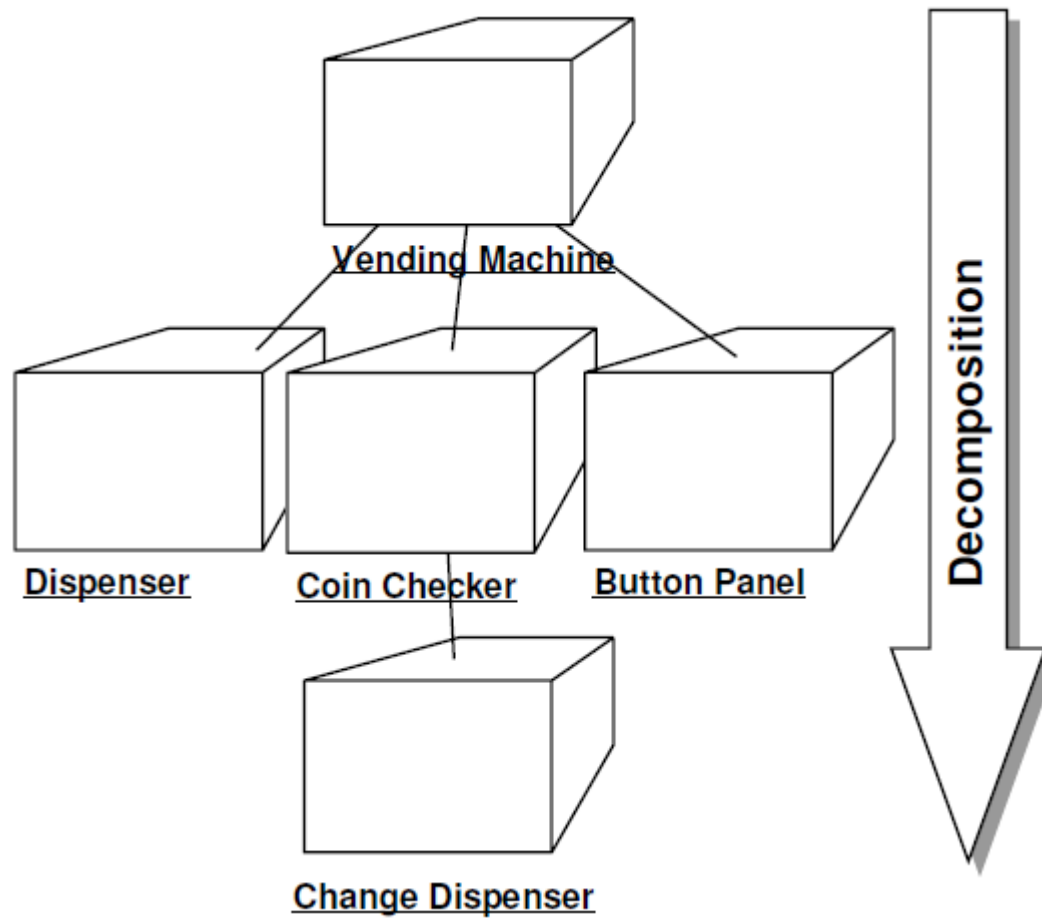 Vending Machine
Dispenser
Coin Checker
Button Panel
Change Dispenser
Decomposition